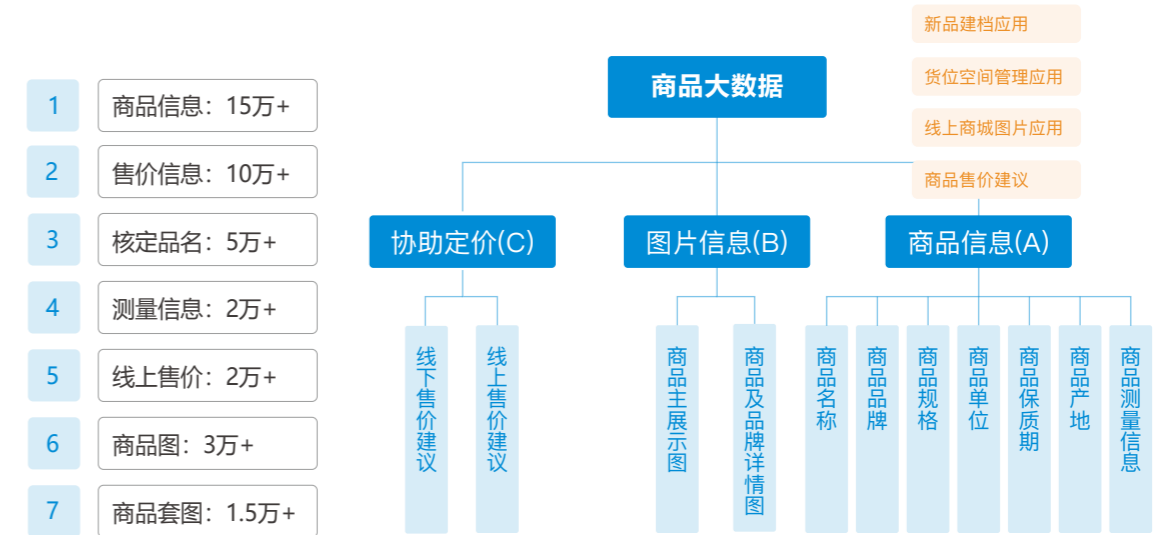 1
商品信息：15万+
2
售价信息：10万+
3
核定品名：5万+
4
测量信息：2万+
5
线上售价：2万+
6
商品图：3万+
7
商品套图：1.5万+
商品大数据
新品建档应用
货位空间管理应用
线上商城图片应用
商品售价建议
协助定价(C)
图片信息(B)
商品信息(A)
线下售价建议
线上售价建议
商品主展示图
商品及品牌详情图
商品名称
商品品牌
商品规格
商品单位
商品保质期
商品产地
商品测量信息